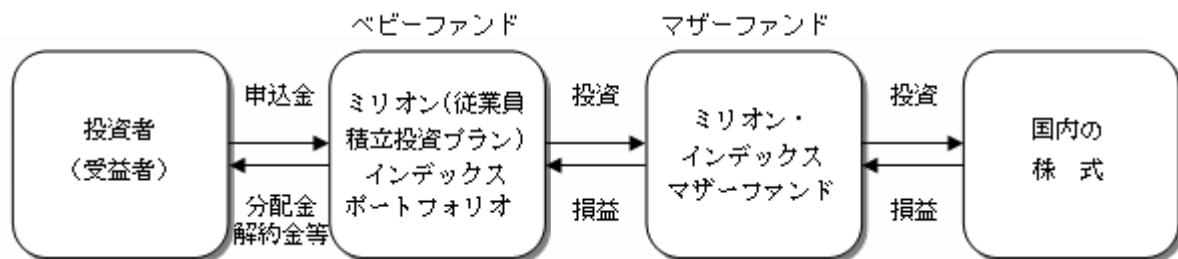 ベビーファンド
マザーファンド
投資者
（受益者）
申込金
分配金
解約金等
ミリオン(従業員
積立投資プラン)
インデックス
ポートフォリオ
投資
損益
ミリオン・
インデックス
マザーファンド
投資
損益
国内の
株　式